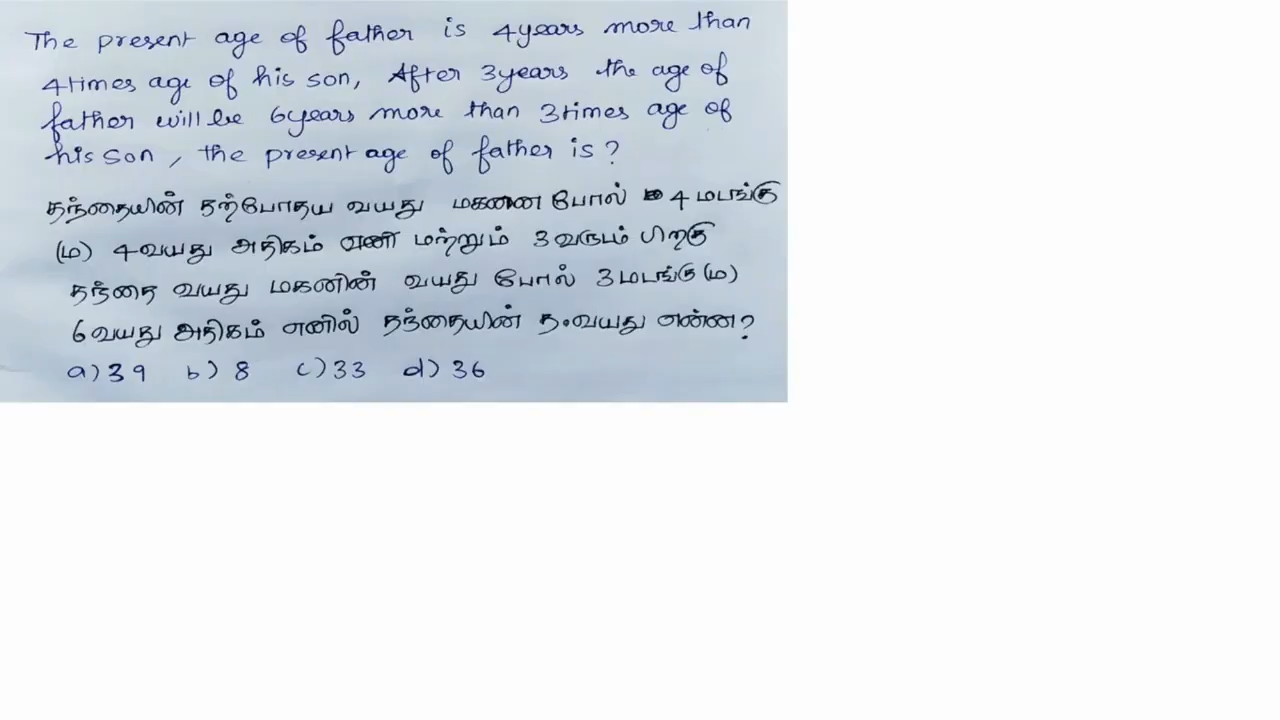 The present age of father is 4years more than
4times age of his son, After 3years the age of
father will be 6years more than 3times age of
his son, the present age of father is?
தந்தையின் தற்போதய வயது மகனை போல் 4 மடங்கு
(ம) 4வயது அதிகம் எனி மற்றும் 3வருடம் பிறகு
தந்தை வயது மகனின் வயது போல் 3மடங்கு(ம)
6வயது அதிகம் எனில் தந்தையின் த.வயது என்ன?
a)39 b) 8 c)33 d) 36